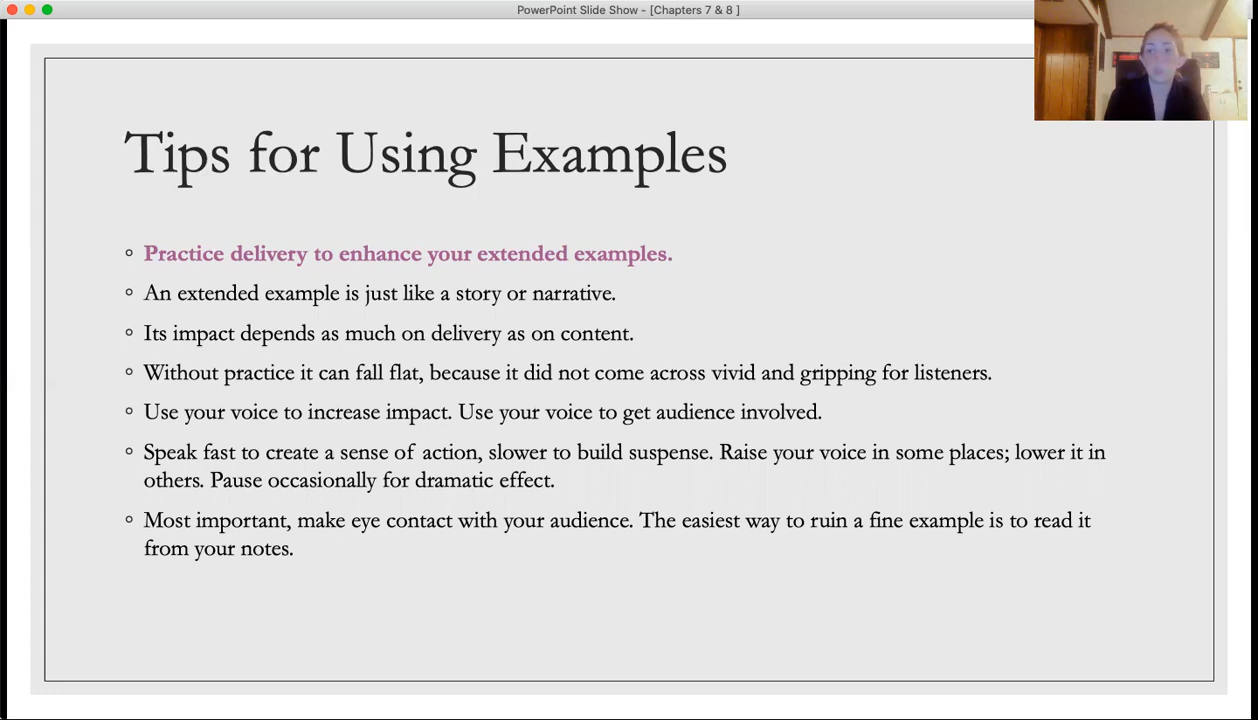 PowerPoint Slide Show - [Chapters 7 & 8 ]
Tips for Using Examples
Practice delivery to enhance your extended examples.
An extended example is just like a story or narrative.
Its impact depends as much on delivery as on content.
Without practice it can fall flat, because it did not come across vivid and gripping for listeners.
Use your voice to increase impact. Use your voice to get audience involved.
Speak fast to create a sense of action, slower to build suspense. Raise your voice in some places; lower it in
others. Pause occasionally for dramatic effect.
Most important, make eye contact with your audience. The easiest way to ruin a fine example is to read it
from your notes.